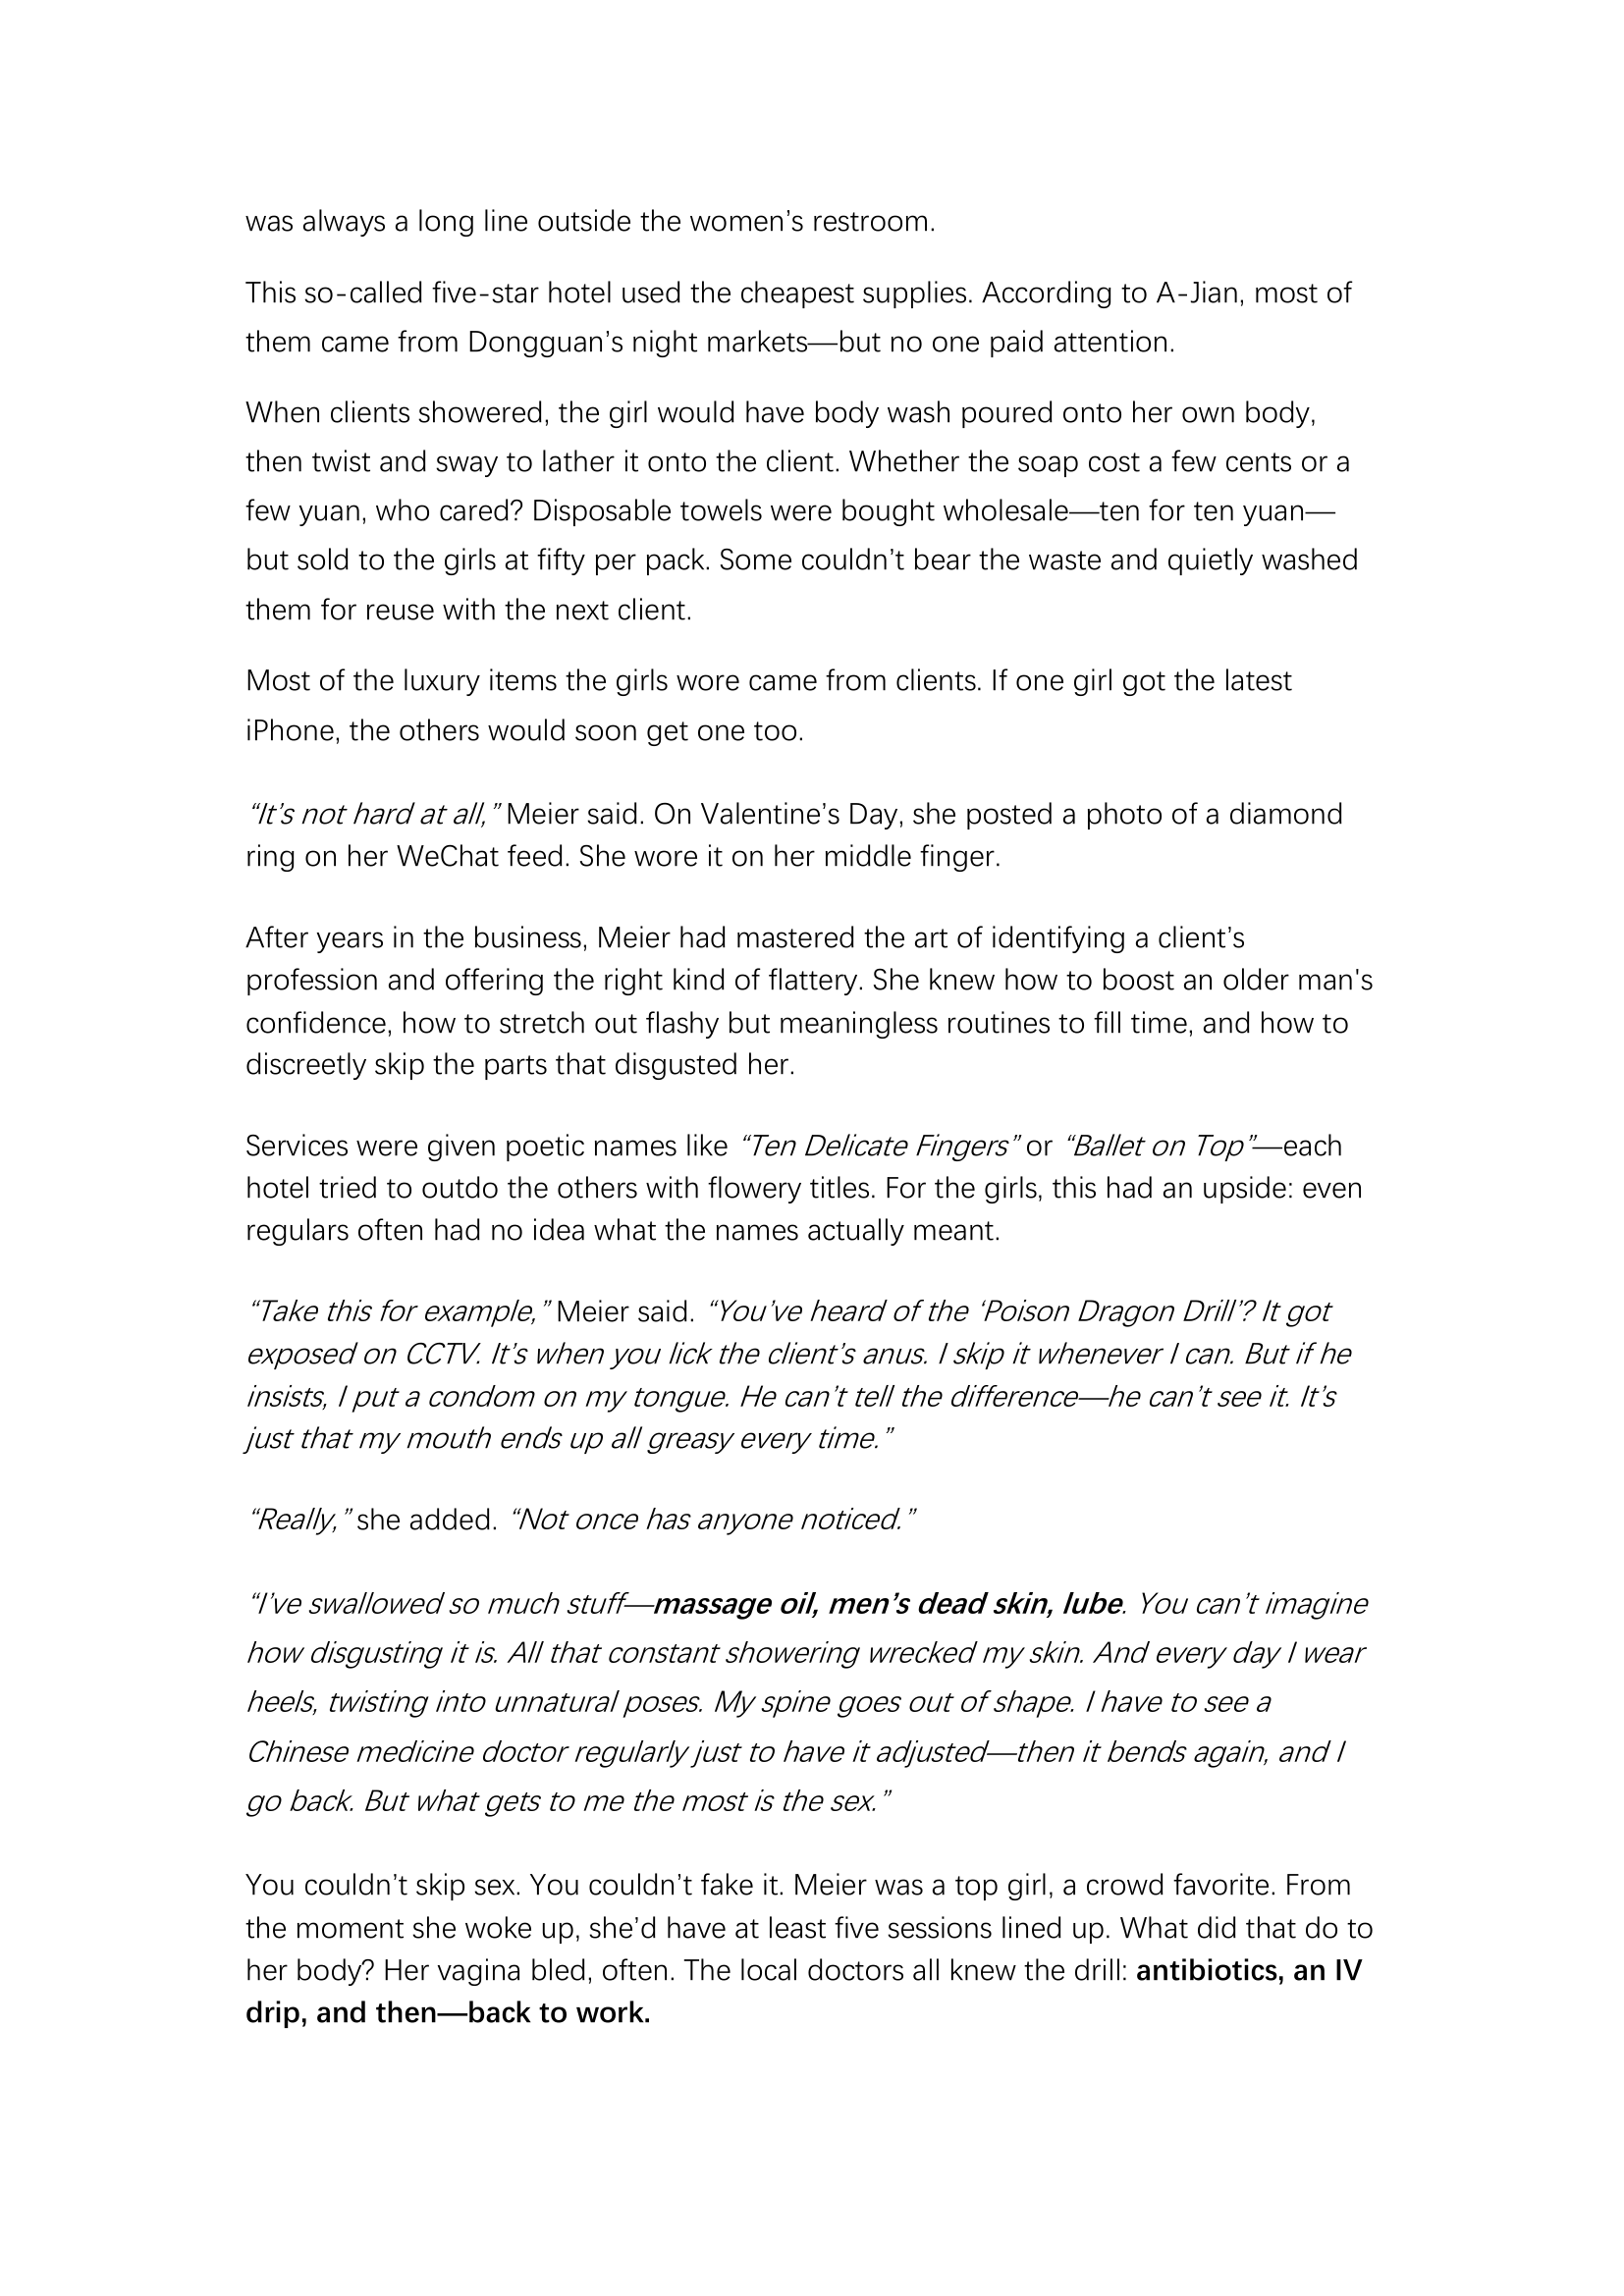 was always a long line outside the women’s restroom.
This so-called five-star hotel used the cheapest supplies. According to A-Jian, most of
them came from Dongguan’s night markets—but no one paid attention.
When clients showered, the girl would have body wash poured onto her own body,
then twist and sway to lather it onto the client. Whether the soap cost a few cents or a
few yuan, who cared? Disposable towels were bought wholesale—ten for ten yuan—
but sold to the girls at fifty per pack. Some couldn’t bear the waste and quietly washed
them for reuse with the next client.
Most of the luxury items the girls wore came from clients. If one girl got the latest
iPhone, the others would soon get one too.
“It’s not hard at all,” Meier said. On Valentine’s Day, she posted a photo of a diamond
ring on her WeChat feed. She wore it on her middle finger.
After years in the business, Meier had mastered the art of identifying a client’s
profession and offering the right kind of flattery. She knew how to boost an older man's
confidence, how to stretch out flashy but meaningless routines to fill time, and how to
discreetly skip the parts that disgusted her.
Services were given poetic names like “Ten Delicate Fingers” or “Ballet on Top”—each
hotel tried to outdo the others with flowery titles. For the girls, this had an upside: even
regulars often had no idea what the names actually meant.
“Take this for example,” Meier said. “You’ve heard of the ‘Poison Dragon Drill’? It got
exposed on CCTV. It’s when you lick the client’s anus. I skip it whenever I can. But if he
insists, I put a condom on my tongue. He can’t tell the difference—he can’t see it. It’s
just that my mouth ends up all greasy every time.”
“Really,” she added. “Not once has anyone noticed.”
“I’ve swallowed so much stuff—massage oil, men’s dead skin, lube. You can’t imagine
how disgusting it is. All that constant showering wrecked my skin. And every day I wear
heels, twisting into unnatural poses. My spine goes out of shape. I have to see a
Chinese medicine doctor regularly just to have it adjusted—then it bends again, and I
go back. But what gets to me the most is the sex.”
You couldn’t skip sex. You couldn’t fake it. Meier was a top girl, a crowd favorite. From
the moment she woke up, she’d have at least five sessions lined up. What did that do to
her body? Her vagina bled, often. The local doctors all knew the drill: antibiotics, an IV
drip, and then—back to work.